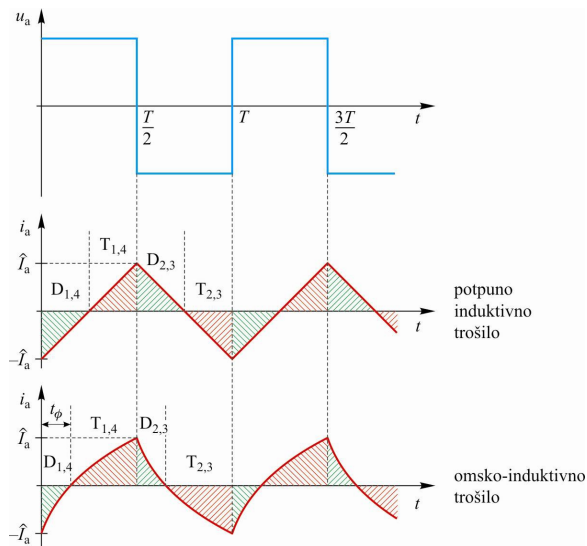 u_a
T/2
T
3T/2
t
i_a
T_{1,4}
Î_a
D_{2,3}
D_{1,4}
T_{2,3}
t
−Î_a
potpuno
induktivno
trošilo
i_a
t_ϕ
T_{1,4}
D_{2,3}
Î_a
D_{1,4}
T_{2,3}
t
−Î_a
omsko-induktivno
trošilo